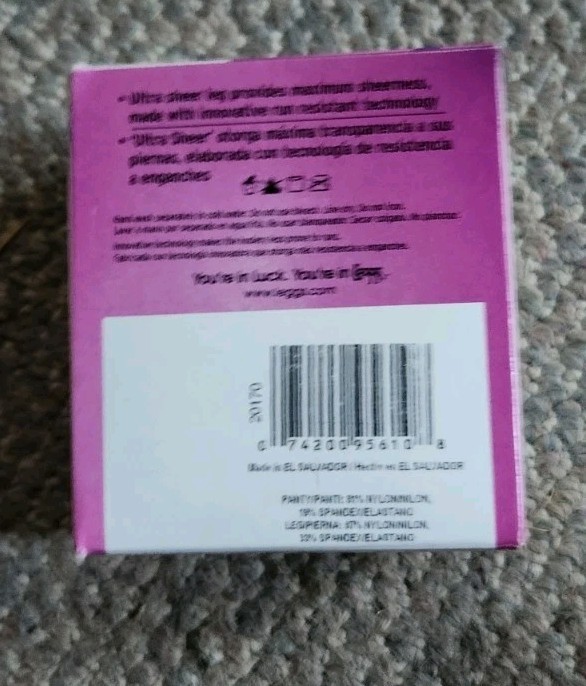 • Ultra sheer leg provides maximum sheerness,
made with innovative run resistant technology
• "Ultra Sheer" otorga máxima transparencia a sus
piernas, elaborada con tecnología de resistencia
a enganches
You're in Luck. You're in L'eggs.
www.leggs.com
20170
0 74200 95610 8
Made in EL SALVADOR / Hecho en EL SALVADOR
PANTY/PANTI: 81% NYLON/NILON,
19% SPANDEX/ELASTANO
LEG/PIERNA: 67% NYLON/NILON,
33% SPANDEX/ELASTANO